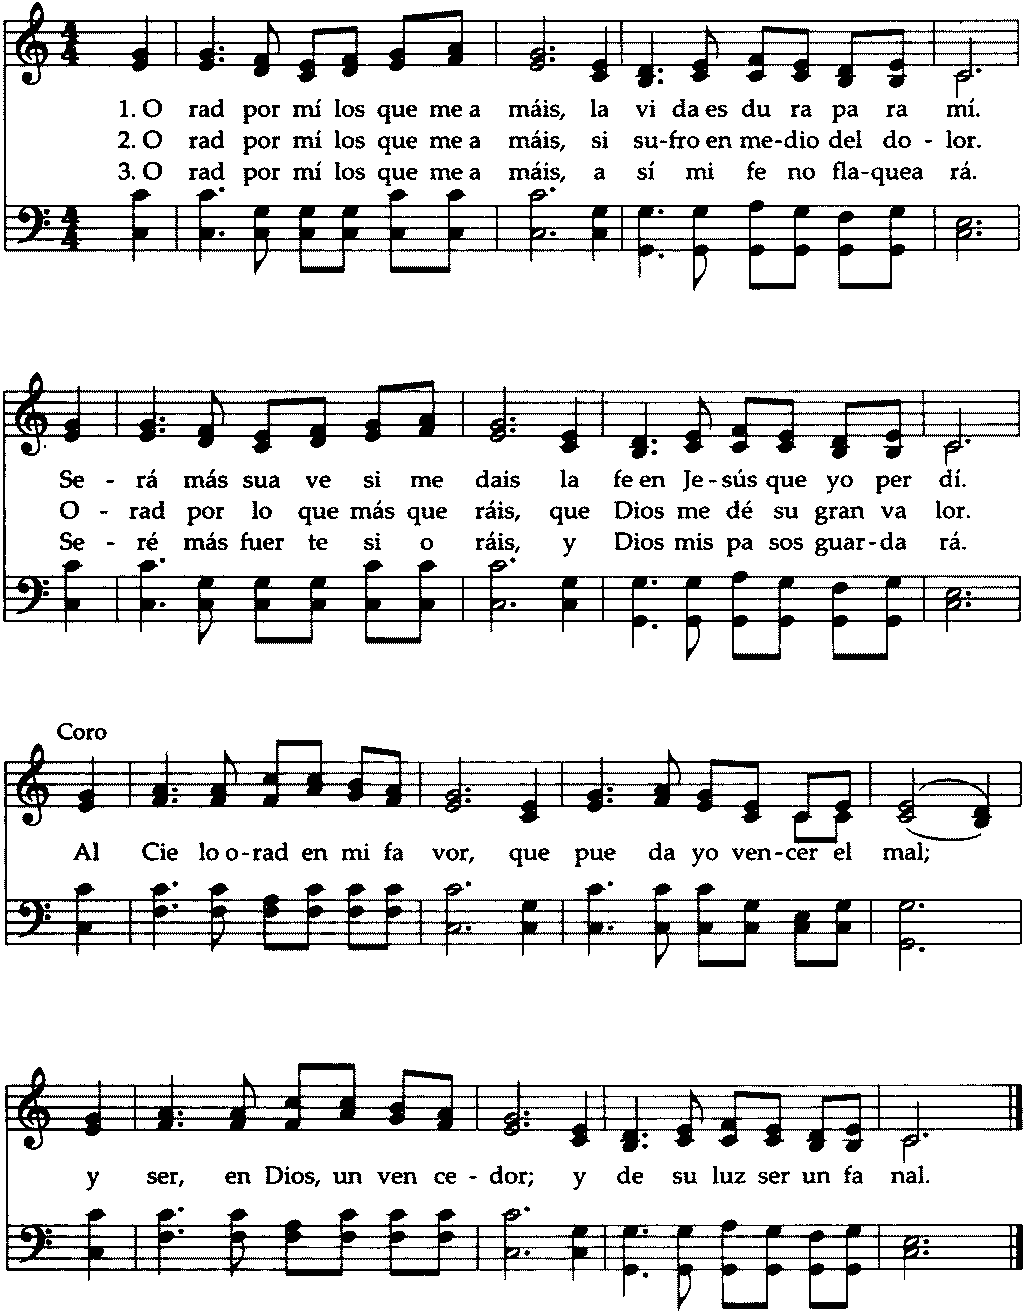 1. O rad por mí los que me a máis, la vi da es du ra pa ra mí.
2. O rad por mí los que me a máis, si su-fro en me-dio del do - lor.
3. O rad por mí los que me a máis, a sí mi fe no fla-quea rá.
Se - rá más sua ve si me dais la fe en Je-sús que yo per dí.
O - rad por lo que más que ráis, que Dios me dé su gran va lor.
Se - ré más fuer te si o ráis, y Dios mis pa sos guar-da rá.
Coro
Al Cie lo o-rad en mi fa vor, que pue da yo ven-cer el mal;
y ser, en Dios, un ven ce - dor; y de su luz ser un fa nal.